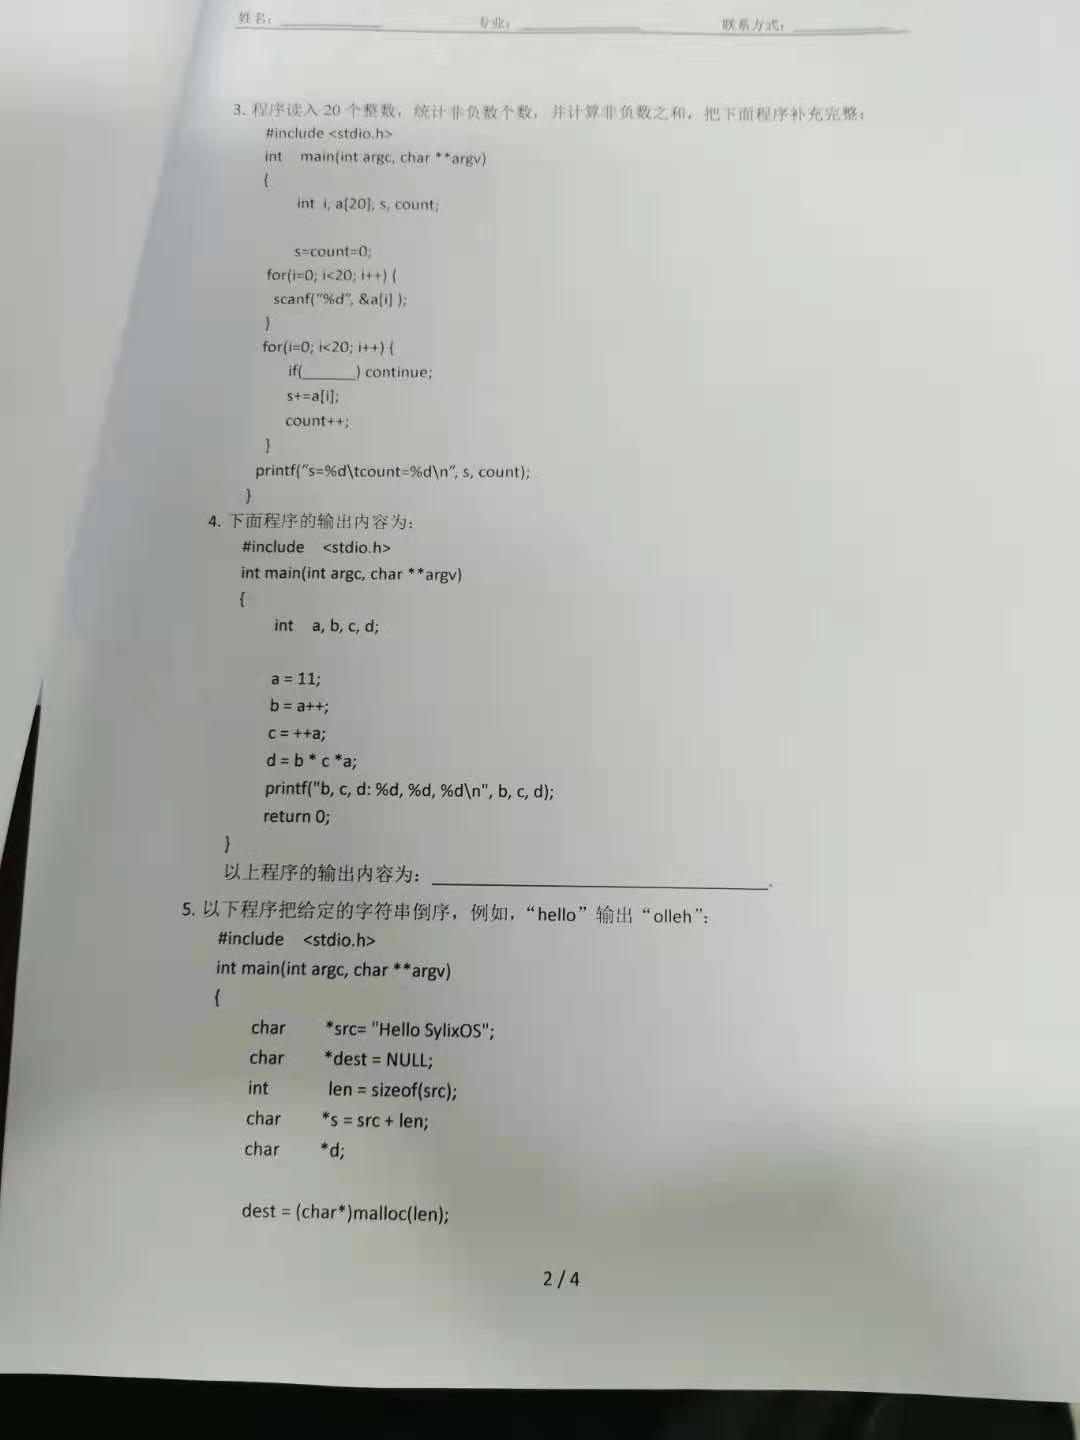 姓名：
专业：
联系方式：
3. 程序读入 20 个整数，统计非负数个数，并计算非负数之和，把下面程序补充完整：
#include <stdio.h>
int main(int argc, char **argv)
{
int i, a[20], s, count;
s=count=0;
for(i=0; i<20; i++) {
scanf(“%d”, &a[i] );
}
for(i=0; i<20; i++) {
if(______) continue;
s+=a[i];
count++;
}
printf(“s=%d\tcount=%d\n”, s, count);
}
4. 下面程序的输出内容为：
#include <stdio.h>
int main(int argc, char **argv)
{
int a, b, c, d;
a = 11;
b = a++;
c = ++a;
d = b * c *a;
printf("b, c, d: %d, %d, %d\n", b, c, d);
return 0;
}
以上程序的输出内容为：______________________________.
5. 以下程序把给定的字符串倒序，例如，“hello” 输出 “olleh”：
#include <stdio.h>
int main(int argc, char **argv)
{
char *src= "Hello SylixOS";
char *dest = NULL;
int len = sizeof(src);
char *s = src + len;
char *d;
dest = (char*)malloc(len);
2 / 4